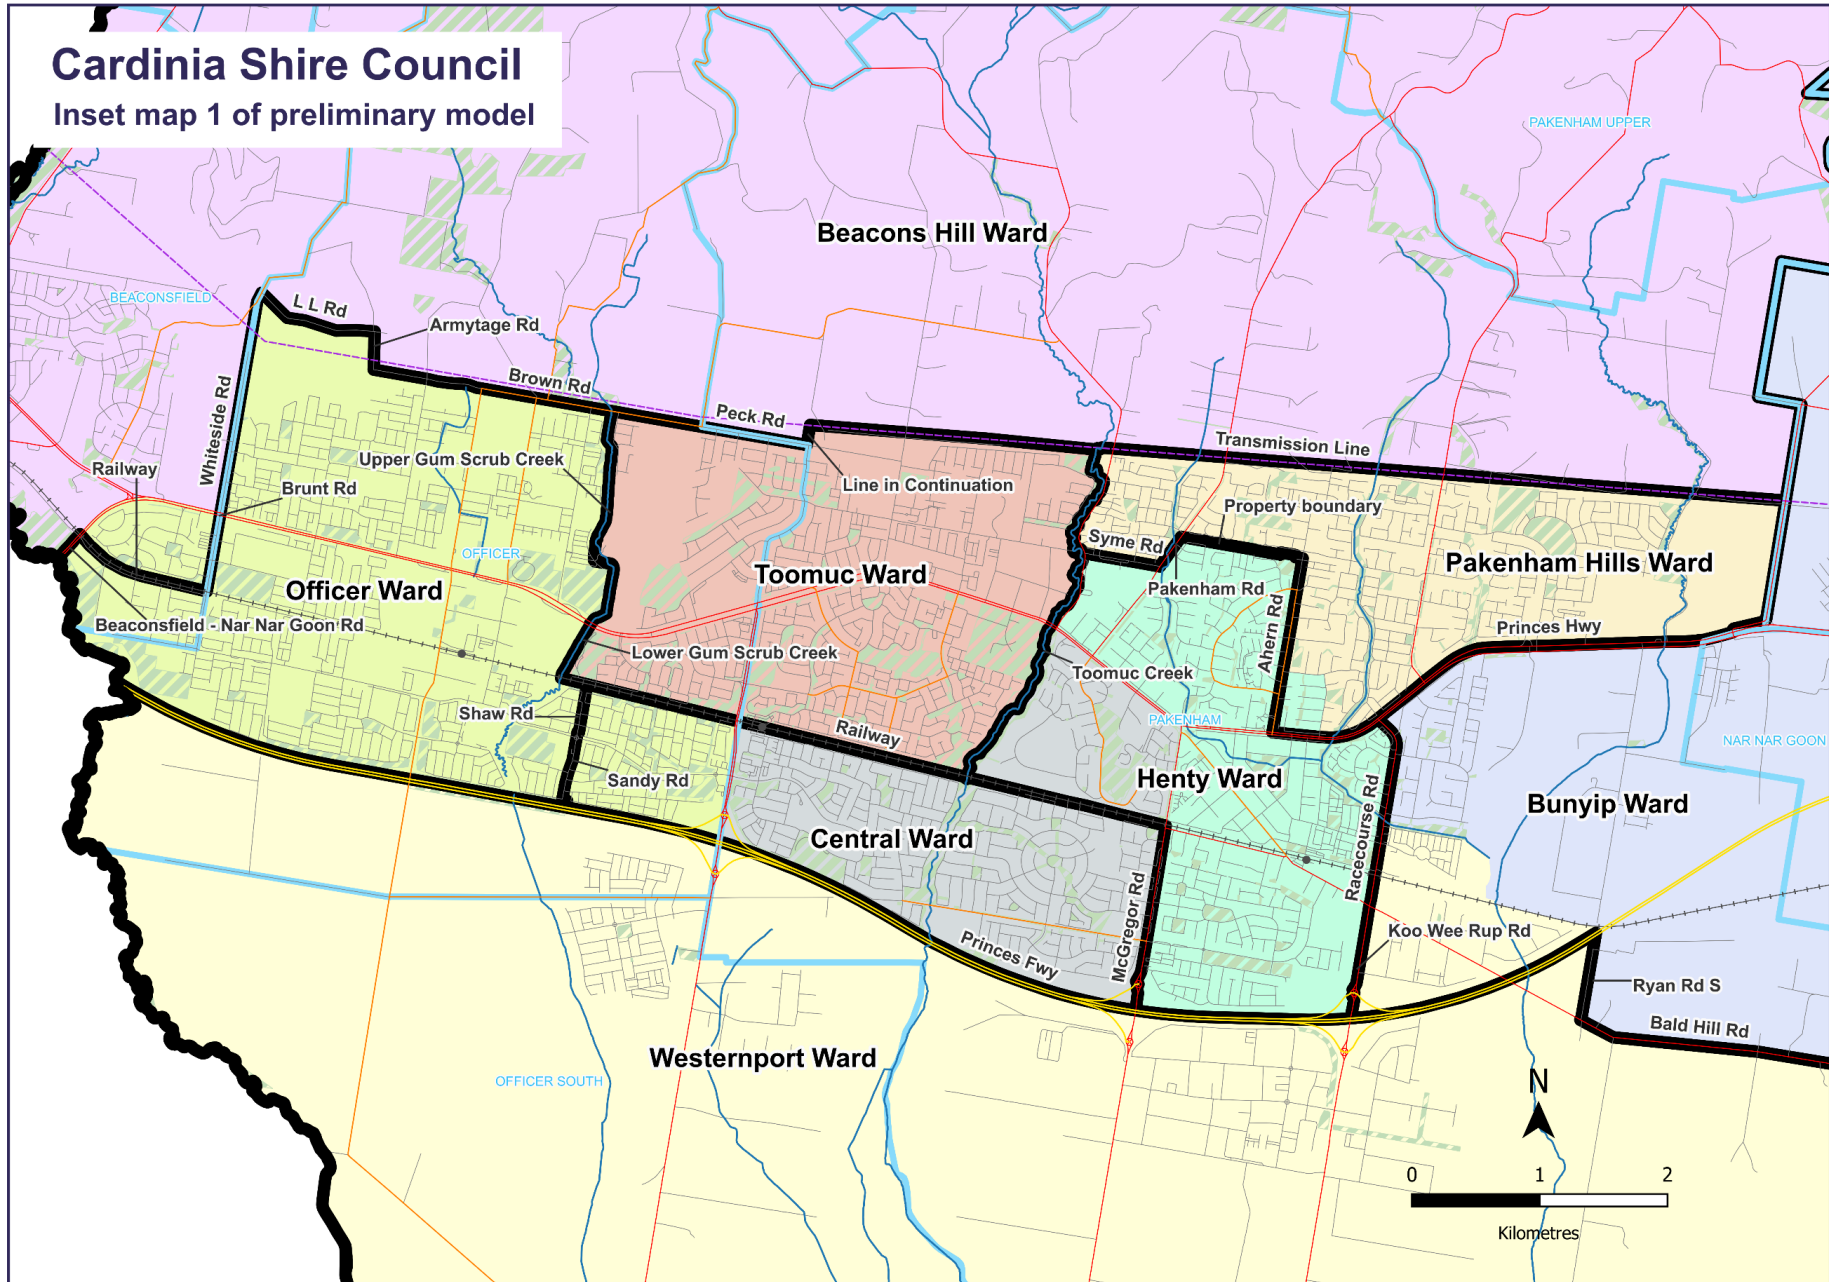 Cardinia Shire Council
Inset map 1 of preliminary model
PAKENHAM UPPER
Beacons Hill Ward
BEACONSFIELD
L L Rd
Armytage Rd
Brown Rd
Whiteside Rd
Peck Rd
Transmission Line
Railway
Upper Gum Scrub Creek
Brunt Rd
Line in Continuation
Property boundary
Syme Rd
OFFICER
Toomuc Ward
Pakenham Hills Ward
Officer Ward
Pakenham Rd
Beaconsfield - Nar Nar Goon Rd
Ahern Rd
Princes Hwy
Lower Gum Scrub Creek
Toomuc Creek
Shaw Rd
PAKENHAM
Railway
NAR NAR GOON
Sandy Rd
Henty Ward
Bunyip Ward
Central Ward
Racecourse Rd
McGregor Rd
Koo Wee Rup Rd
Princes Fwy
Ryan Rd S
Bald Hill Rd
Westernport Ward
OFFICER SOUTH
N
0 1 2
Kilometres